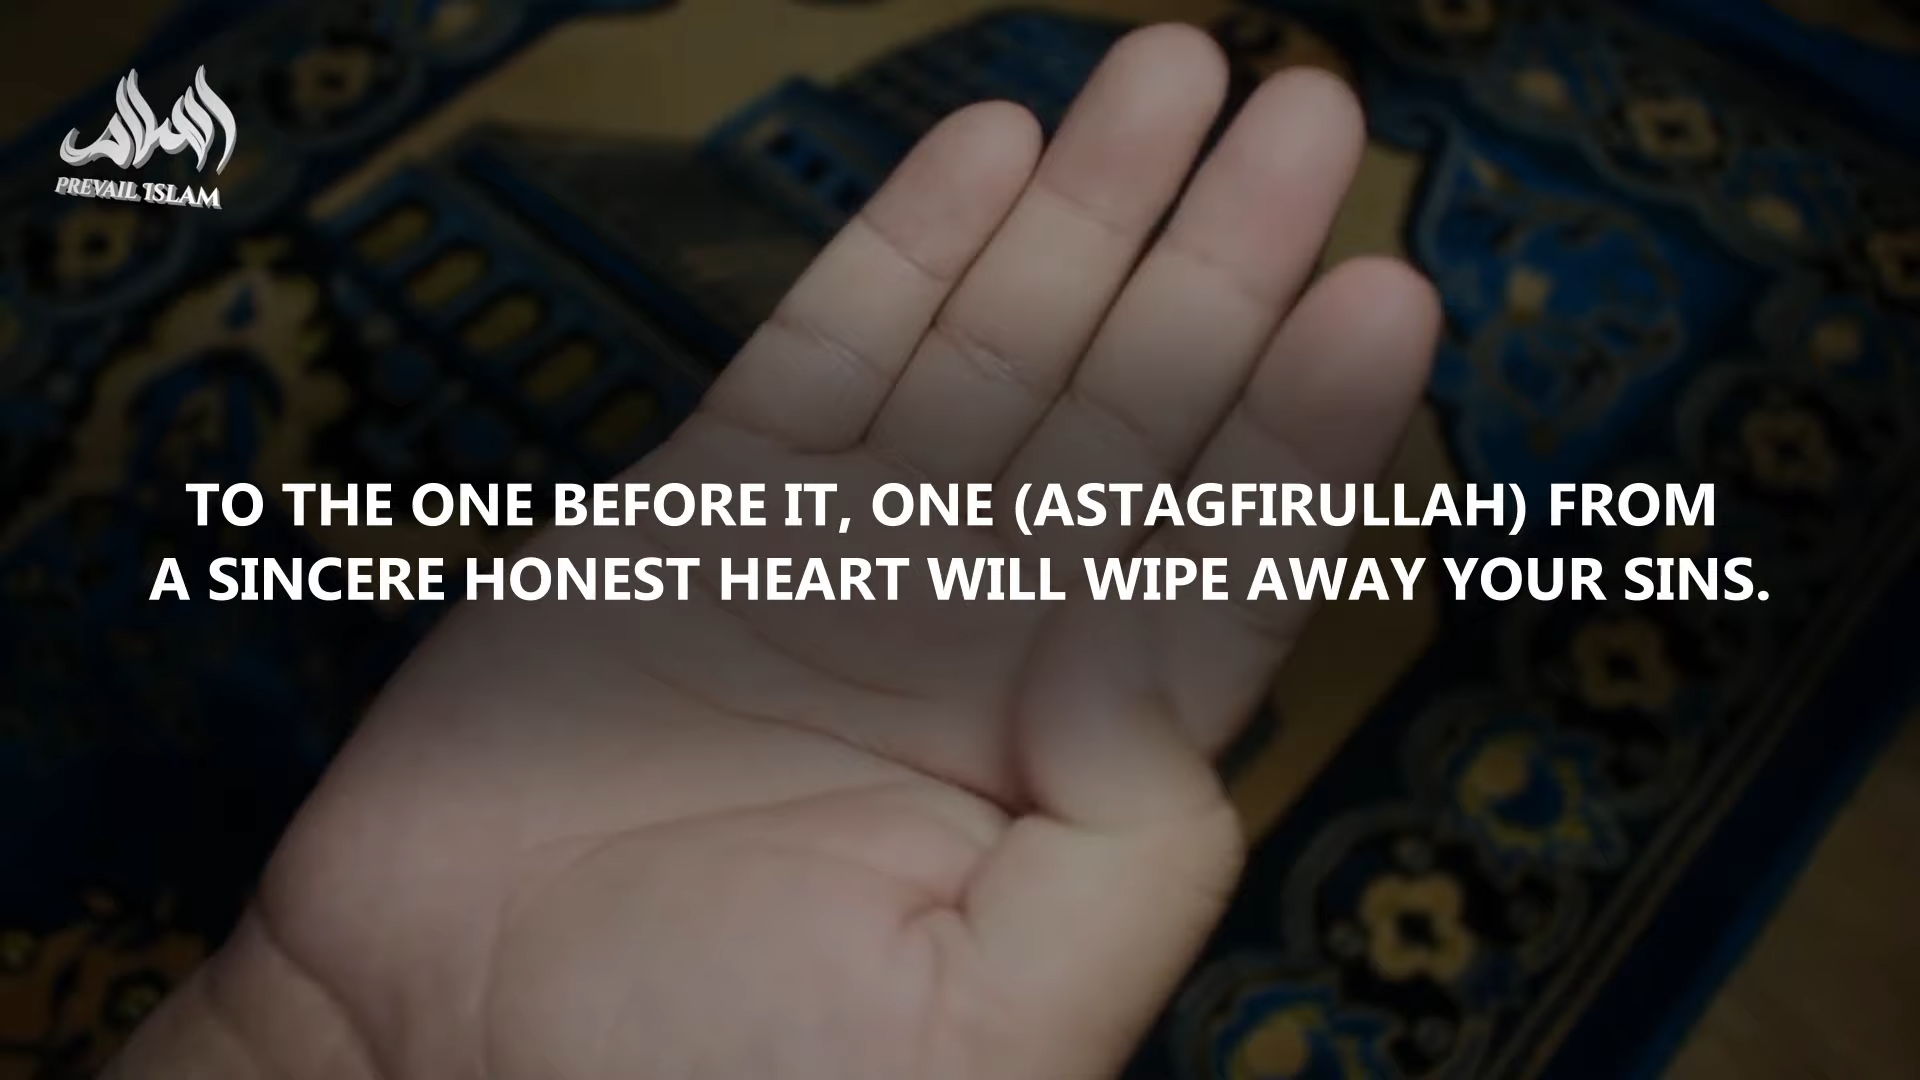 PREVAIL ISLAM
TO THE ONE BEFORE IT, ONE (ASTAGFIRULLAH) FROM
A SINCERE HONEST HEART WILL WIPE AWAY YOUR SINS.